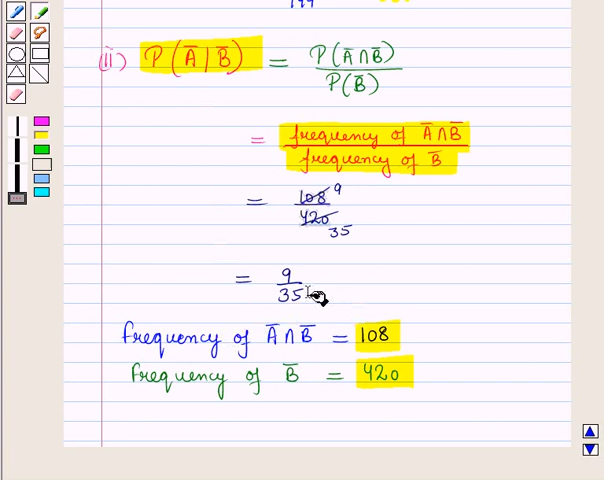 (ii) P(A̅|B̅) = P(A̅∩B̅)
P(B̅)
= frequency of A̅∩B̅
frequency of B̅
= 108 9
420 35
= 9
35
frequency of A̅∩B̅ = 108
frequency of B̅ = 420